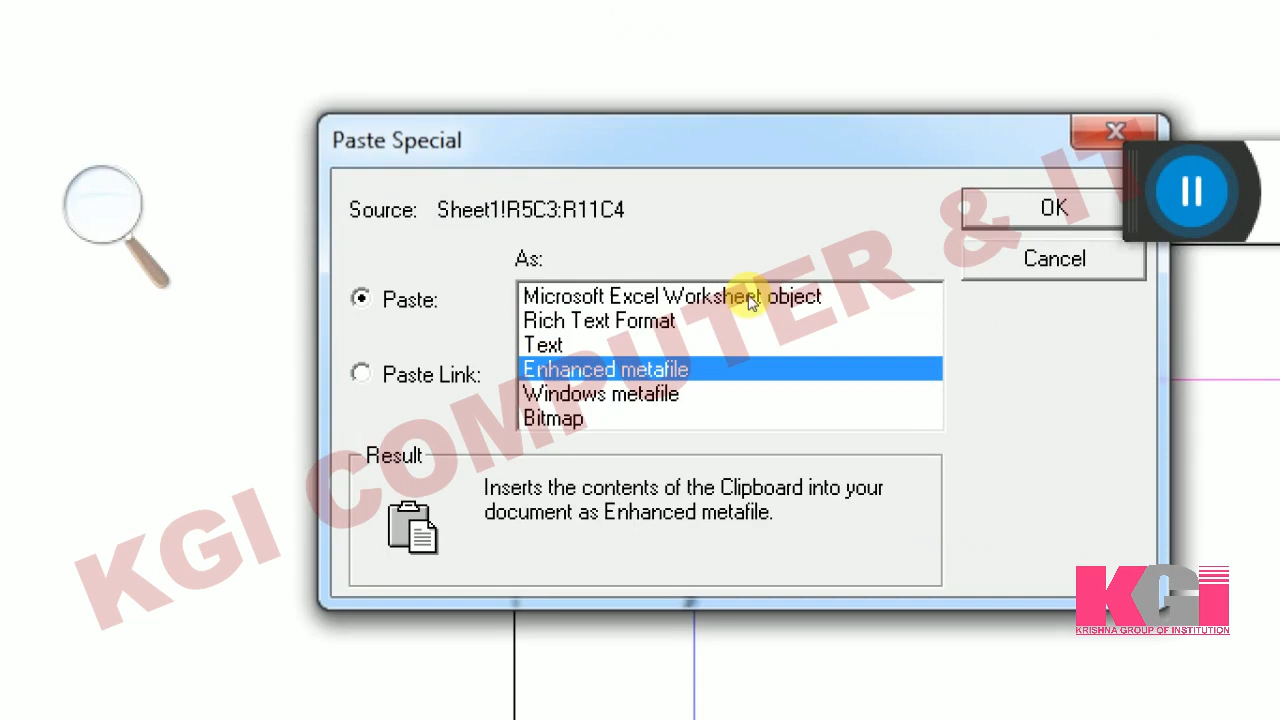 Paste Special
Source: Sheet1!R5C3:R11C4
OK
As:
Cancel
Paste:
Microsoft Excel Worksheet object
Rich Text Format
Text
Enhanced metafile
Paste Link:
Windows metafile
Bitmap
Result
Inserts the contents of the Clipboard into your
document as Enhanced metafile.
KGI COMPUTER & IT
KGi
KRISHNA GROUP OF INSTITUTION